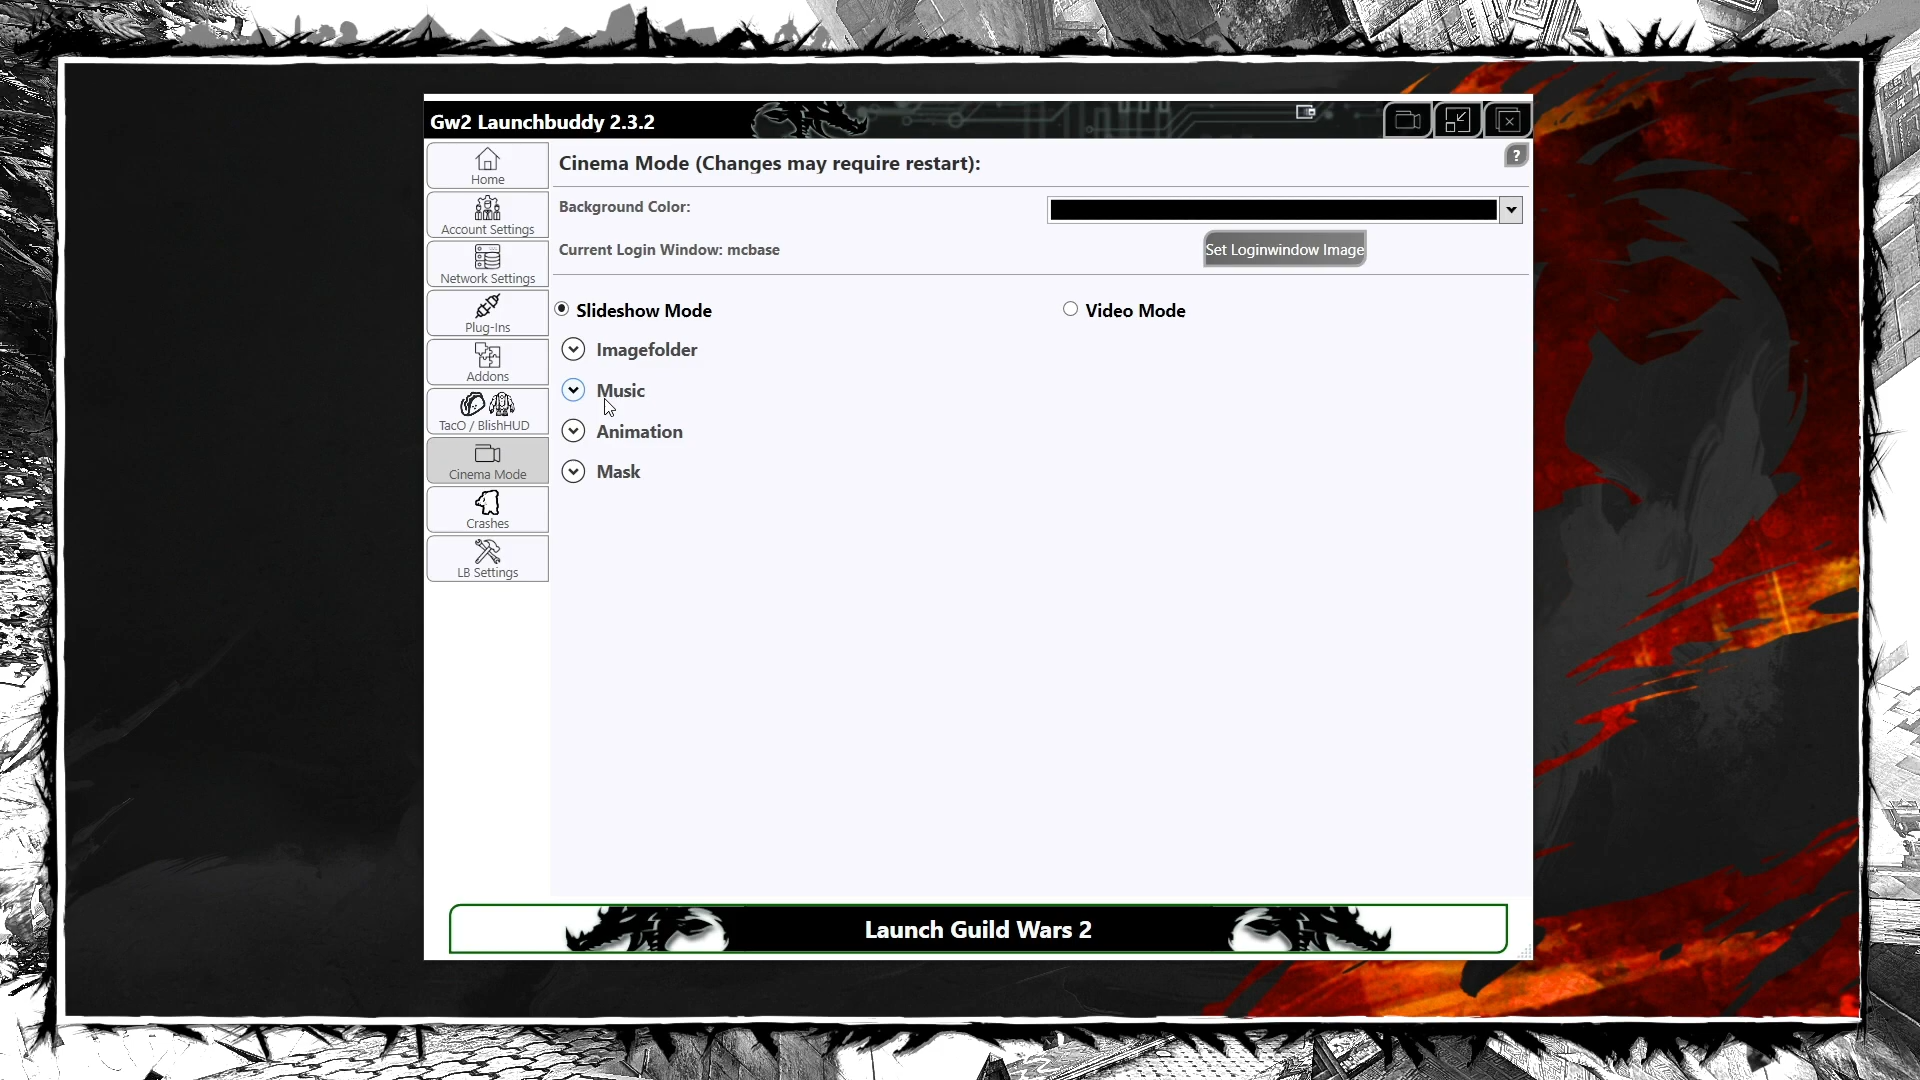 Gw2 Launchbuddy 2.3.2
Home
Account Settings
Network Settings
Plug-Ins
Addons
TacO / BlishHUD
Cinema Mode
Crashes
LB Settings
Cinema Mode (Changes may require restart):
?
Background Color:
Current Login Window: mcbase
Set Loginwindow Image
Slideshow Mode
Video Mode
Imagefolder
Music
Animation
Mask
Launch Guild Wars 2